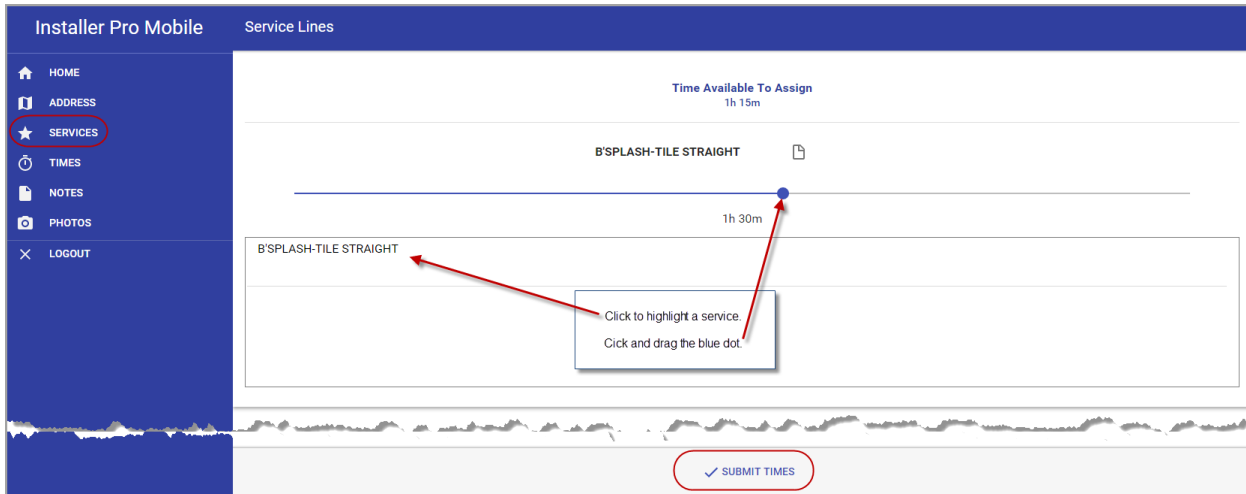 Installer Pro Mobile
Service Lines
HOME
ADDRESS
SERVICES
TIMES
NOTES
PHOTOS
LOGOUT
Time Available To Assign
1h 15m
B'SPLASH-TILE STRAIGHT
1h 30m
B'SPLASH-TILE STRAIGHT
Click to highlight a service.
Cick and drag the blue dot.
SUBMIT TIMES